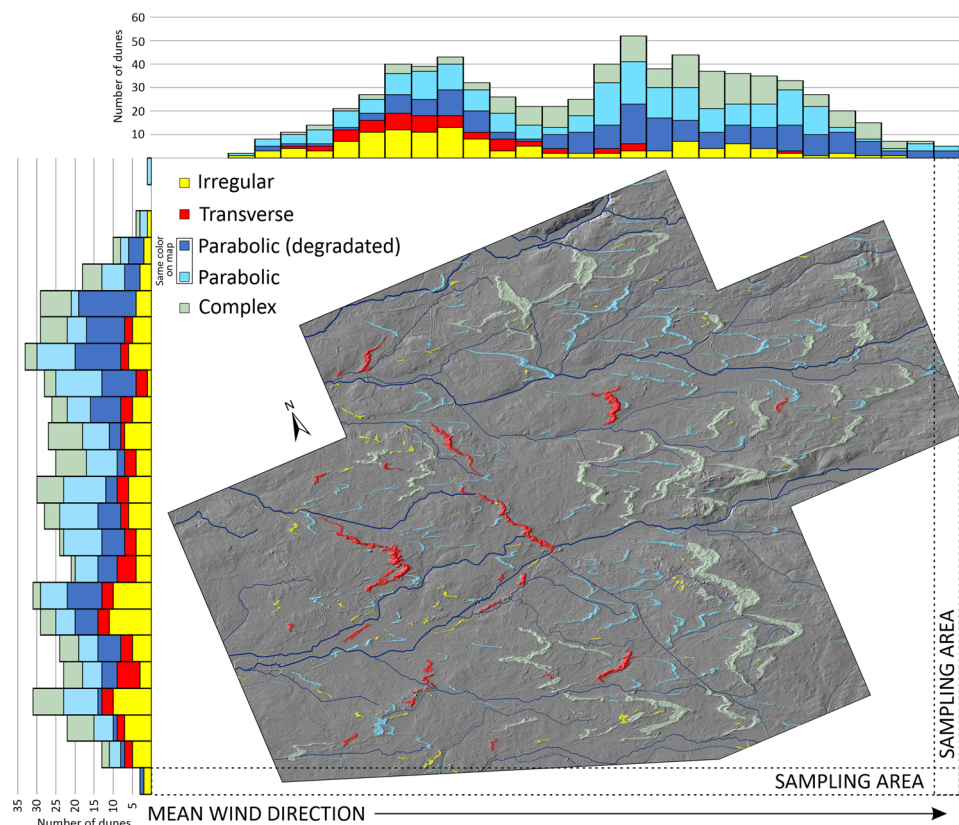 60
50
40
30
20
10
Number of dunes
Irregular
Transverse
Parabolic (degraded)
Parabolic
Complex
Same color
on map
N
SAMPLING AREA
SAMPLING AREA
35 30 25 20 15 10 5
Number of dunes
MEAN WIND DIRECTION